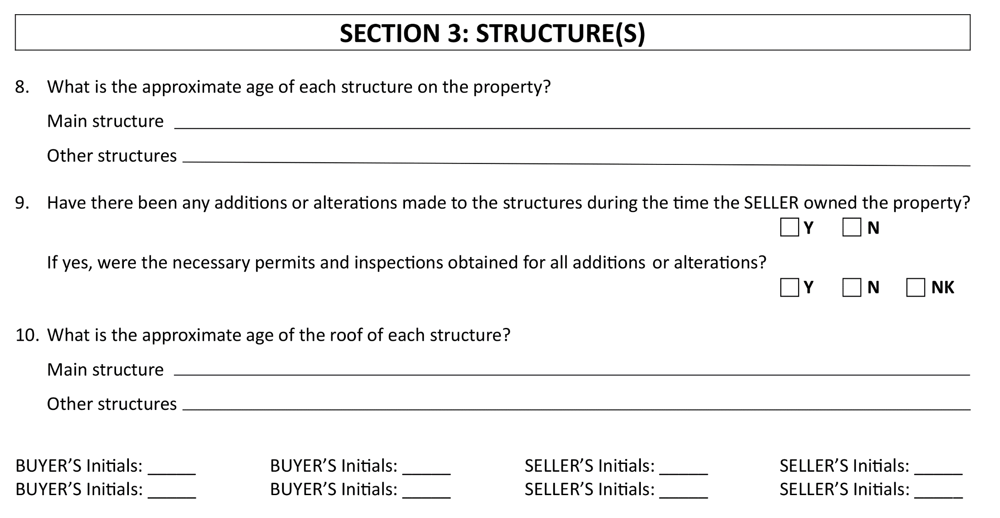 SECTION 3: STRUCTURE(S)
8. What is the approximate age of each structure on the property?
Main structure
Other structures
9. Have there been any additions or alterations made to the structures during the time the SELLER owned the property?
Y N
If yes, were the necessary permits and inspections obtained for all additions or alterations?
Y N NK
10. What is the approximate age of the roof of each structure?
Main structure
Other structures
BUYER’S Initials: _____ BUYER’S Initials: _____ SELLER’S Initials: _____ SELLER’S Initials: _____
BUYER’S Initials: _____ BUYER’S Initials: _____ SELLER’S Initials: _____ SELLER’S Initials: _____